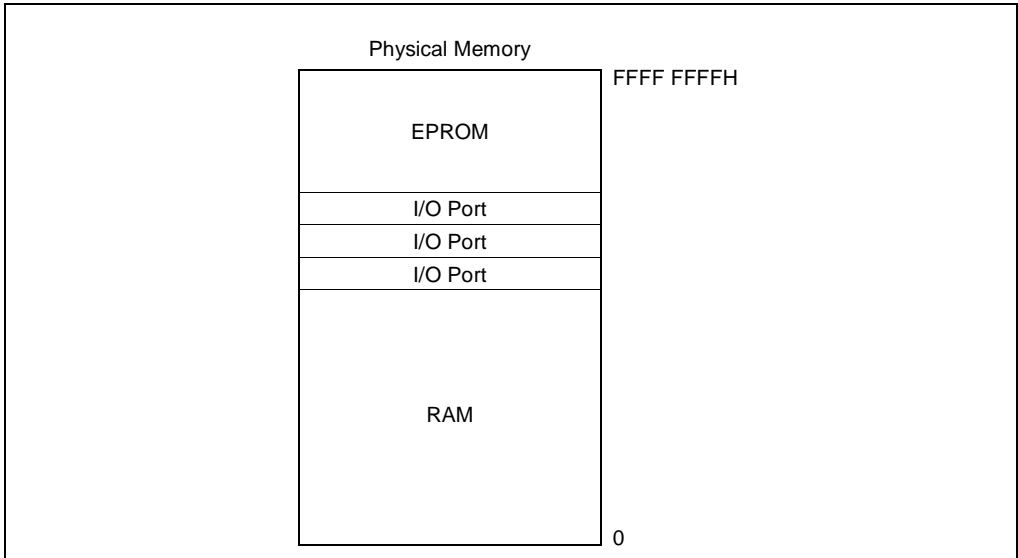 Physical Memory
FFFF FFFFH
EPROM
I/O Port
I/O Port
I/O Port
RAM
0